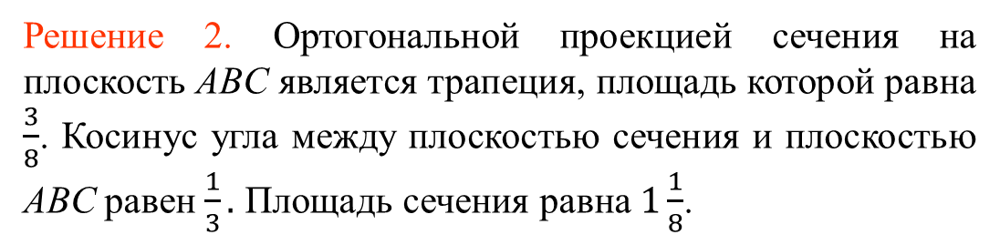 Решение 2. Ортогональной проекцией сечения на
плоскость ABC является трапеция, площадь которой равна
3/8. Косинус угла между плоскостью сечения и плоскостью
ABC равен 1/3. Площадь сечения равна 1 1/8.